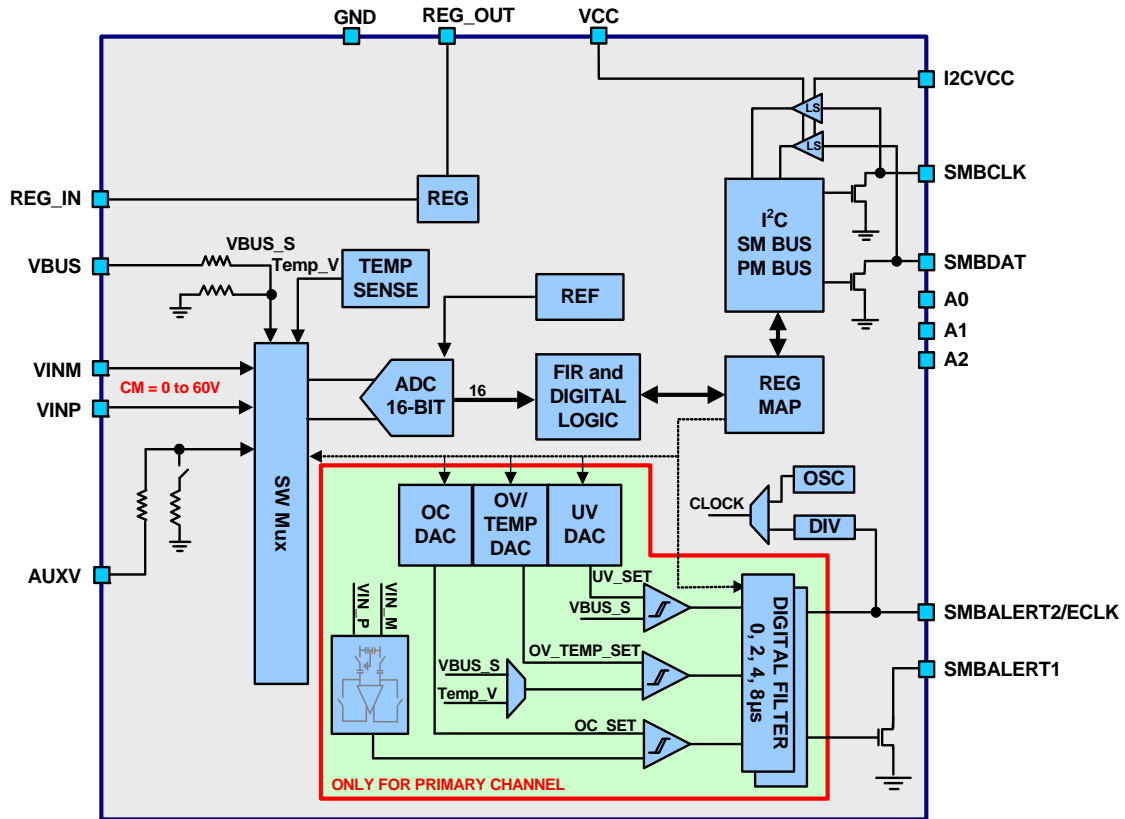 GND
REG_OUT
VCC
I2CVCC
LS
LS
SMBCLK
REG_IN
REG
I²C
SM BUS
PM BUS
VBUS_S
VBUS
Temp_V
TEMP
SENSE
SMBDAT
REF
A0
A1
A2
VINM
CM = 0 to 60V
VINP
ADC
16-BIT
16
FIR and
DIGITAL
LOGIC
REG
MAP
SW Mux
OSC
CLOCK
DIV
OC
DAC
OV/
TEMP
DAC
UV
DAC
AUXV
UV_SET
VBUS_S
VIN_P
VIN_M
DIGITAL FILTER
0, 2, 4, 8µs
SMBALERT2/ECLK
OV_TEMP_SET
VBUS_S
Temp_V
SMBALERT1
OC_SET
ONLY FOR PRIMARY CHANNEL